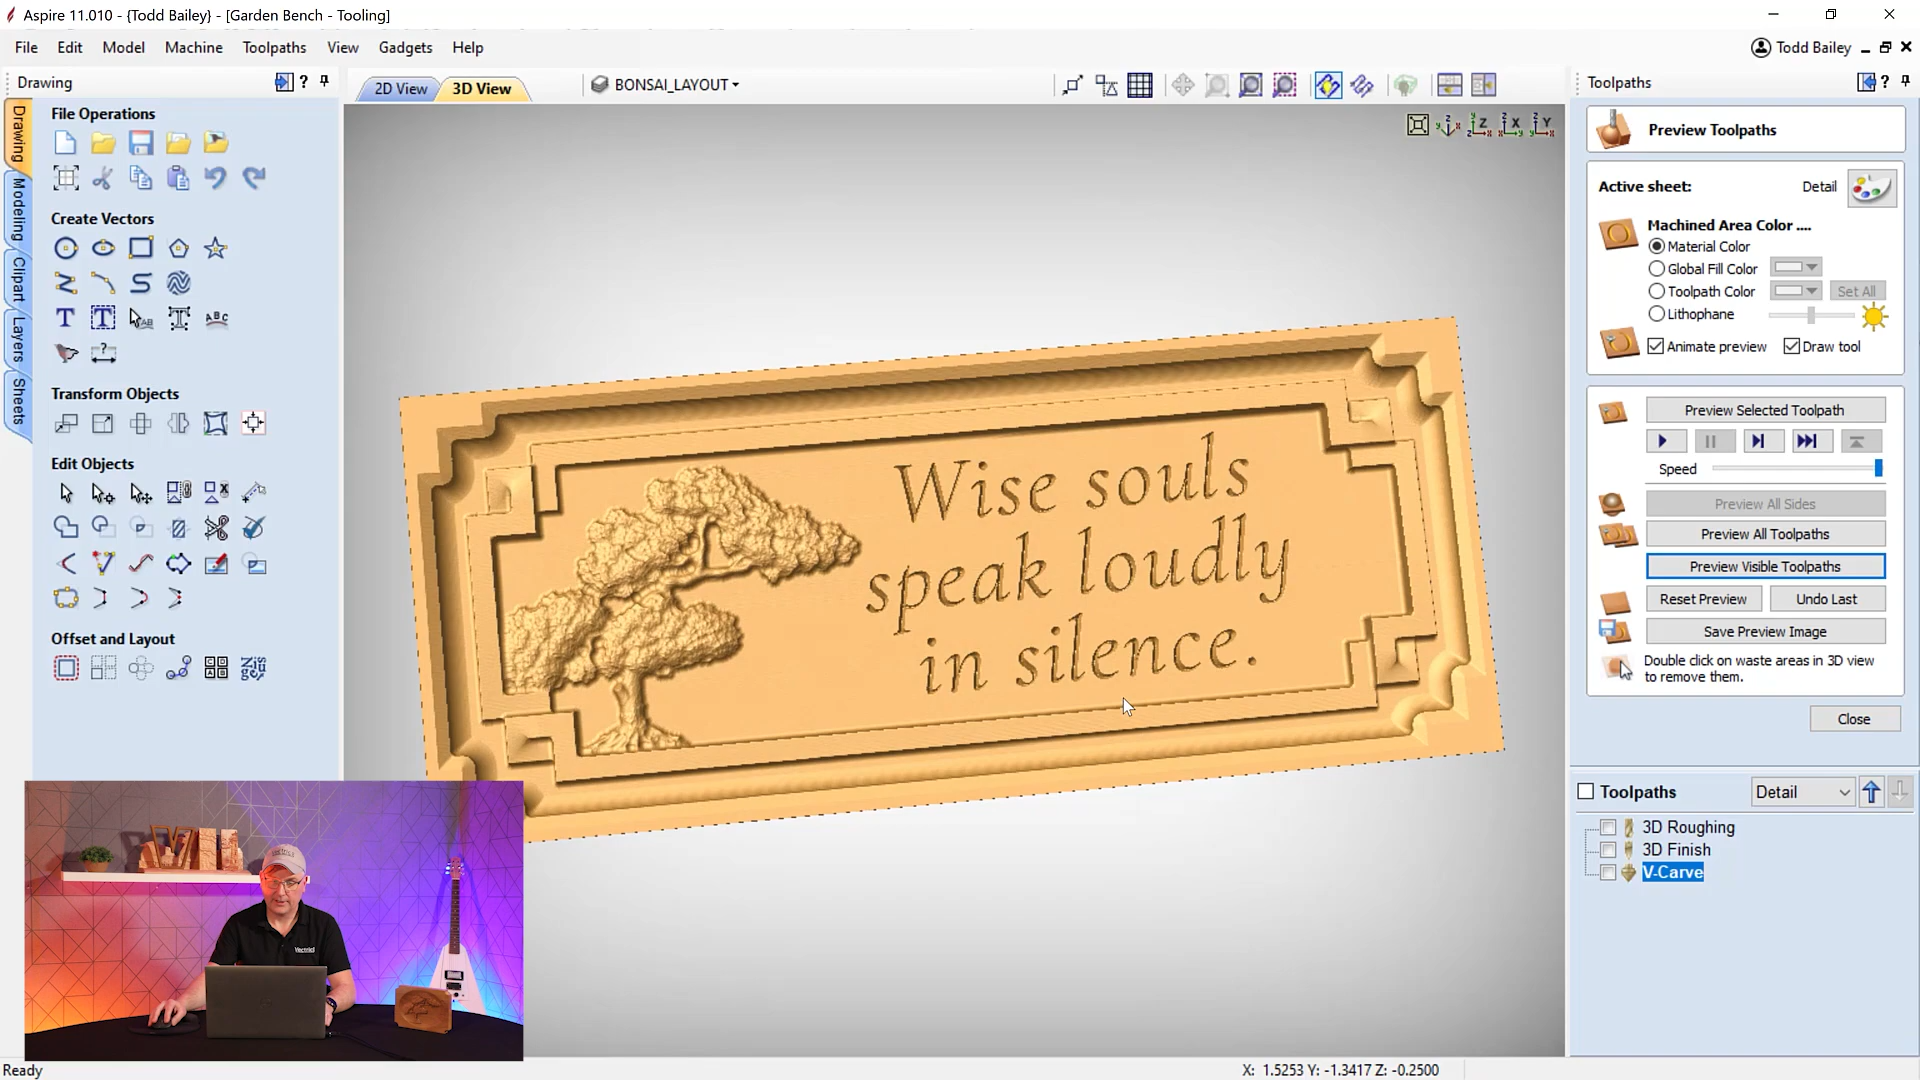 Aspire 11.010 - {Todd Bailey} - [Garden Bench - Tooling]
File Edit Model Machine Toolpaths View Gadgets Help
Todd Bailey
Drawing
2D View
3D View
BONSAI_LAYOUT
Toolpaths
Drawing
Modeling
Clipart
Layers
Sheets
File Operations
Create Vectors
Transform Objects
Edit Objects
Offset and Layout
Z X Y
Wise souls
speak loudly
in silence.
Preview Toolpaths
Active sheet: Detail
Machined Area Color ....
Material Color
Global Fill Color
Toolpath Color Set All
Lithophane
Animate preview Draw tool
Preview Selected Toolpath
Speed
Preview All Sides
Preview All Toolpaths
Preview Visible Toolpaths
Reset Preview Undo Last
Save Preview Image
Double click on waste areas in 3D view
to remove them.
Close
Toolpaths Detail
3D Roughing
3D Finish
V-Carve
Vectric
Ready
X: 1.5253 Y: -1.3417 Z: -0.2500